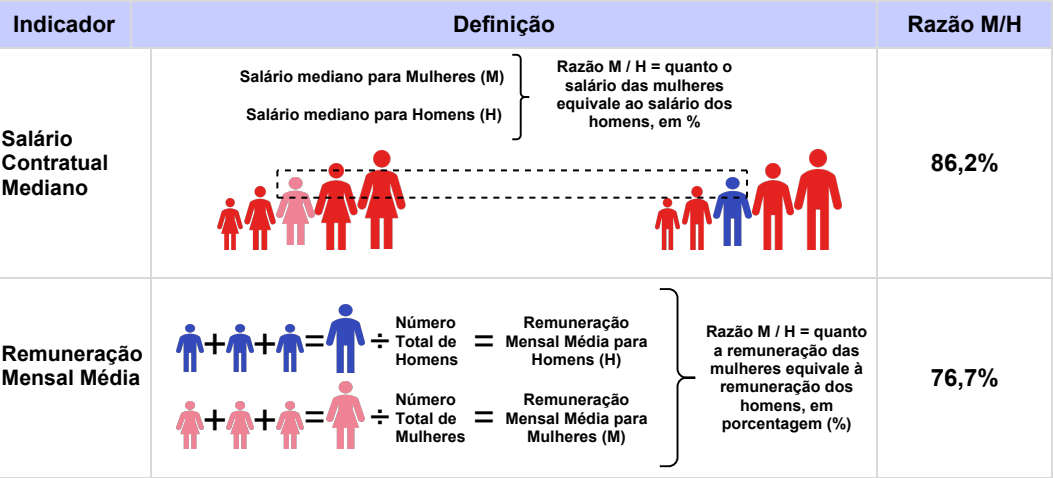 Indicador
Definição
Razão M/H
Salário
Contratual
Mediano
Salário mediano para Mulheres (M)
Salário mediano para Homens (H)
Razão M / H = quanto o
salário das mulheres
equivale ao salário dos
homens, em %
86,2%
Remuneração
Mensal Média
+ + = ÷
Número
Total de
Homens
=
Remuneração
Mensal Média para
Homens (H)
+ + = ÷
Número
Total de
Mulheres
=
Remuneração
Mensal Média para
Mulheres (M)
Razão M / H = quanto
a remuneração das
mulheres equivale à
remuneração dos
homens, em
porcentagem (%)
76,7%